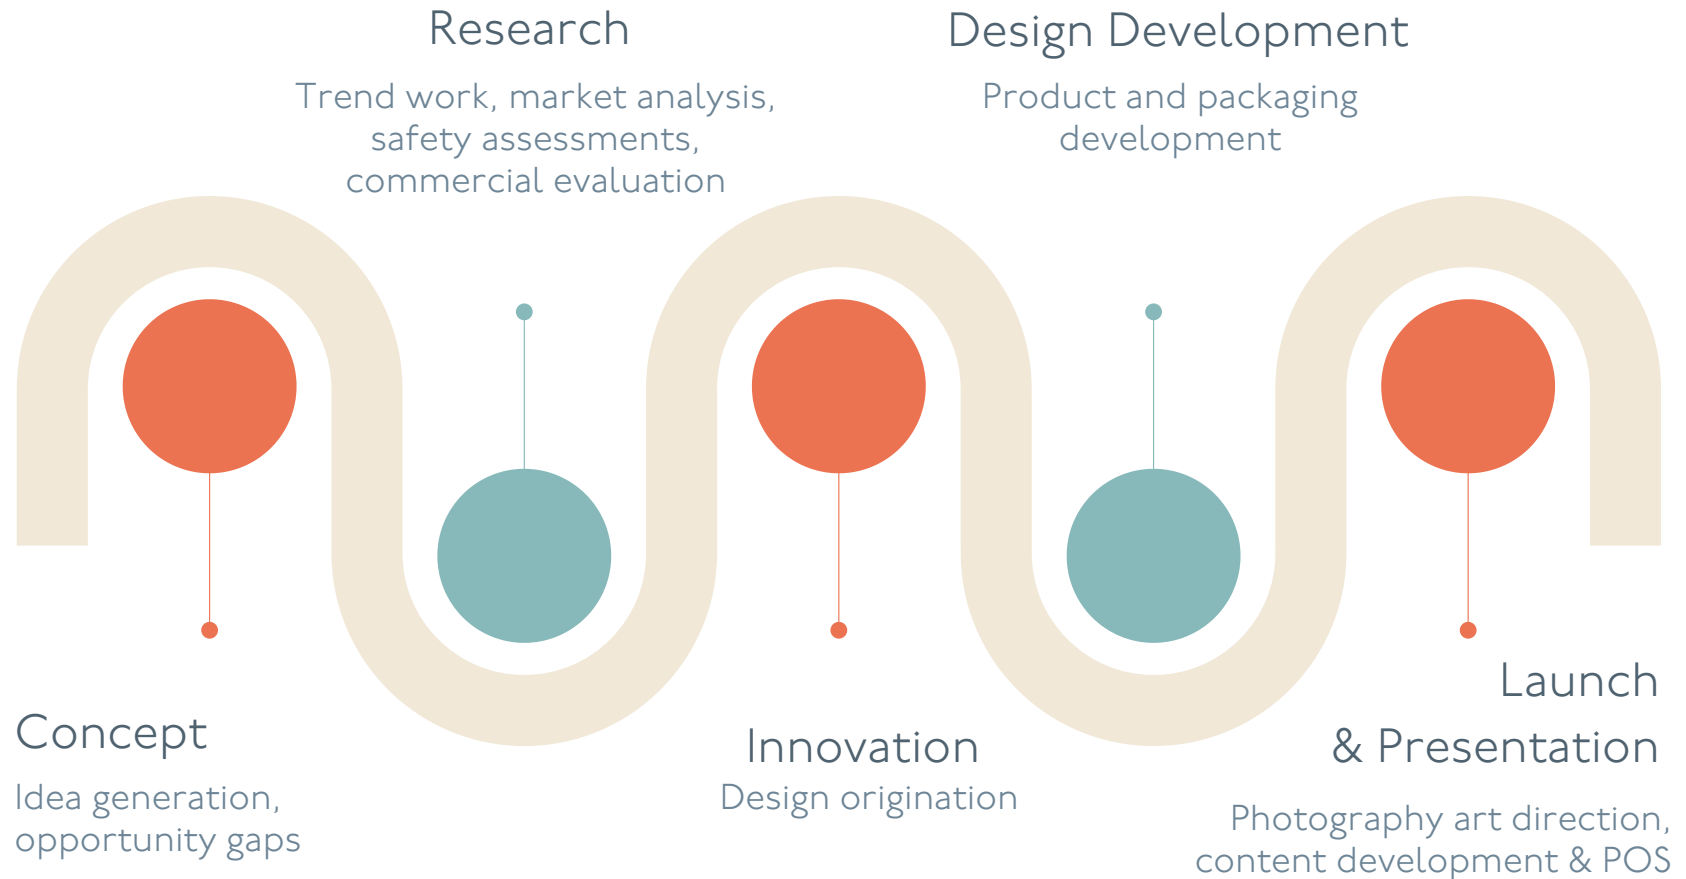 Research
Trend work, market analysis,
safety assessments,
commercial evaluation
Design Development
Product and packaging
development
Concept
Idea generation,
opportunity gaps
Innovation
Design origination
Launch
& Presentation
Photography art direction,
content development & POS